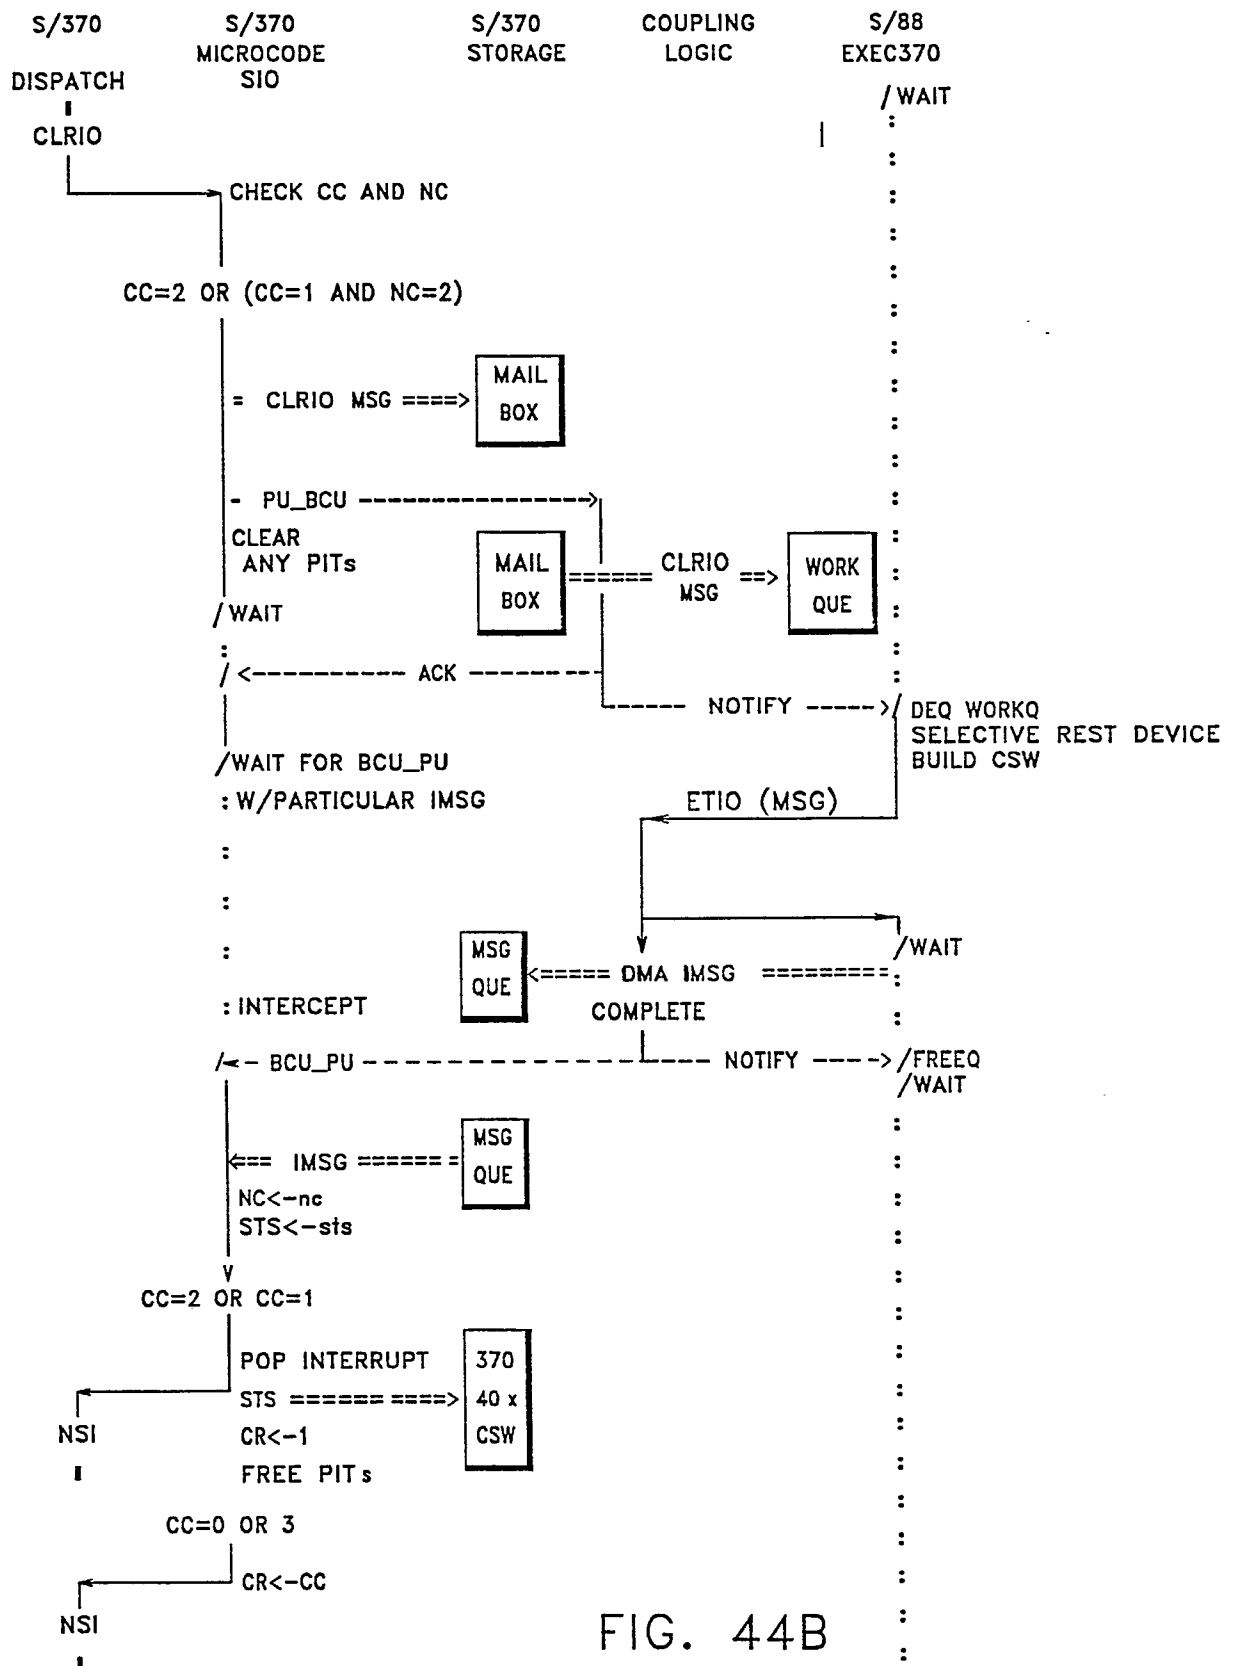 S/370 S/370 S/370 COUPLING S/88
MICROCODE STORAGE LOGIC EXEC370
DISPATCH SIO
/WAIT
CLRIO
CHECK CC AND NC
CC=2 OR (CC=1 AND NC=2)
MAIL
= CLRIO MSG ====>
BOX
- PU_BCU ---------------->
CLEAR
ANY PITs
MAIL ====== CLRIO ==> WORK
BOX MSG QUE
/WAIT
/ <----------- ACK ---------
------ NOTIFY -----> / DEQ WORKQ
SELECTIVE REST DEVICE
BUILD CSW
/WAIT FOR BCU_PU
: W/PARTICULAR IMSG
ETIO (MSG)
/WAIT
MSG
QUE <===== DMA IMSG ========
: INTERCEPT COMPLETE
/<-- BCU_PU - - - - - - - - - - ------ NOTIFY ----> /FREEQ
/WAIT
MSG
<=== IMSG ====== = QUE
NC<-nc
STS<-sts
CC=2 OR CC=1
POP INTERRUPT 370
STS ====== ====> 40 x
NSI CR<-1 CSW
FREE PITs
CC=0 OR 3
CR<-CC
NSI
FIG. 44B